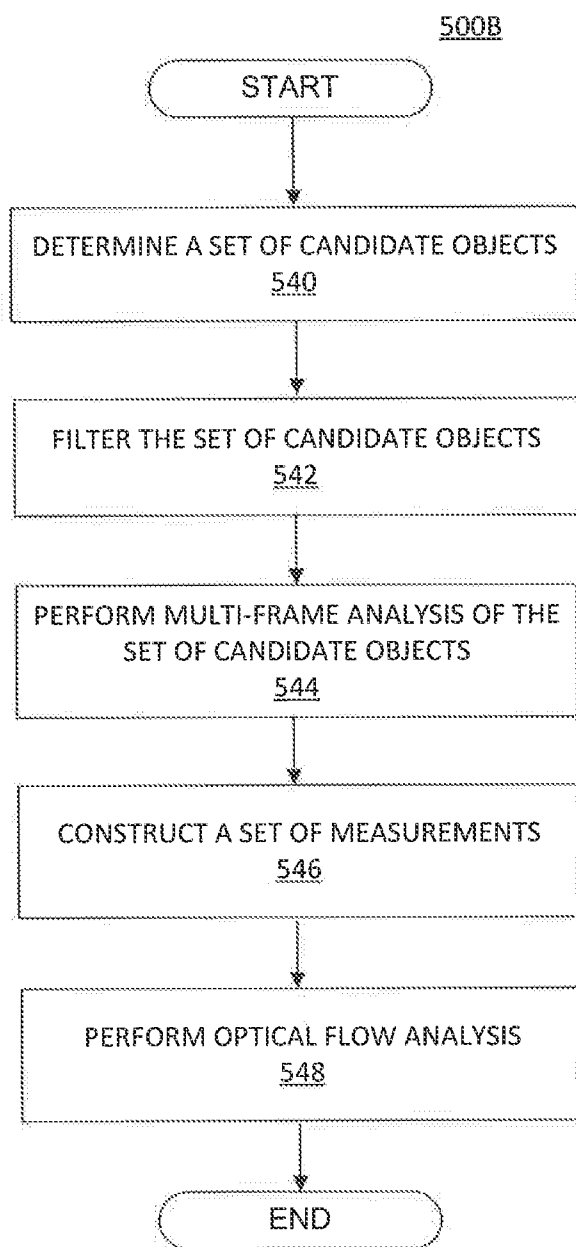 500B
START
DETERMINE A SET OF CANDIDATE OBJECTS
540
FILTER THE SET OF CANDIDATE OBJECTS
542
PERFORM MULTI-FRAME ANALYSIS OF THE
SET OF CANDIDATE OBJECTS
544
CONSTRUCT A SET OF MEASUREMENTS
546
PERFORM OPTICAL FLOW ANALYSIS
548
END